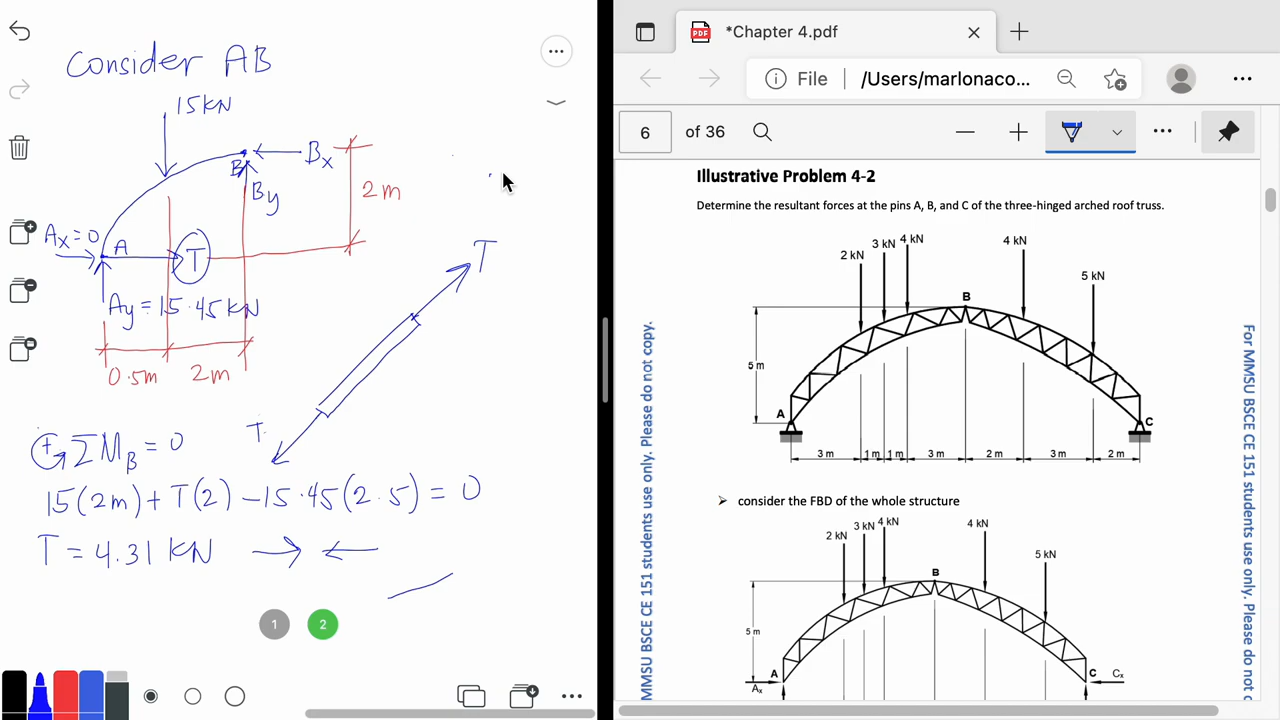 Consider AB
15 KN
B
Bx
By
2 m
Ax = 0
A
T
T
Ay = 15.45 KN
0.5m
2m
T
+ ΣM_B = 0
15(2m) + T(2) - 15.45(2.5) = 0
T = 4.31 KN
1
2
*Chapter 4.pdf
File
/Users/marlonaco...
6
of 36
Illustrative Problem 4-2
Determine the resultant forces at the pins A, B, and C of the three-hinged arched roof truss.
2 kN
3 kN
4 kN
4 kN
5 kN
B
5 m
A
C
3 m
1 m
1 m
3 m
2 m
3 m
2 m
➢ consider the FBD of the whole structure
2 kN
3 kN
4 kN
4 kN
5 kN
B
5 m
A
C
Ax
Cx
MMSU BSCE CE 151 students use only. Please do not copy.
For MMSU BSCE CE 151 students use only. Please do not c